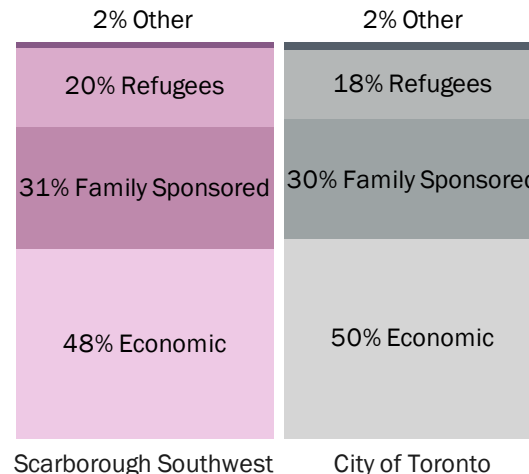 2% Other
2% Other
20% Refugees
18% Refugees
31% Family Sponsored
30% Family Sponsored
48% Economic
50% Economic
Scarborough Southwest
City of Toronto